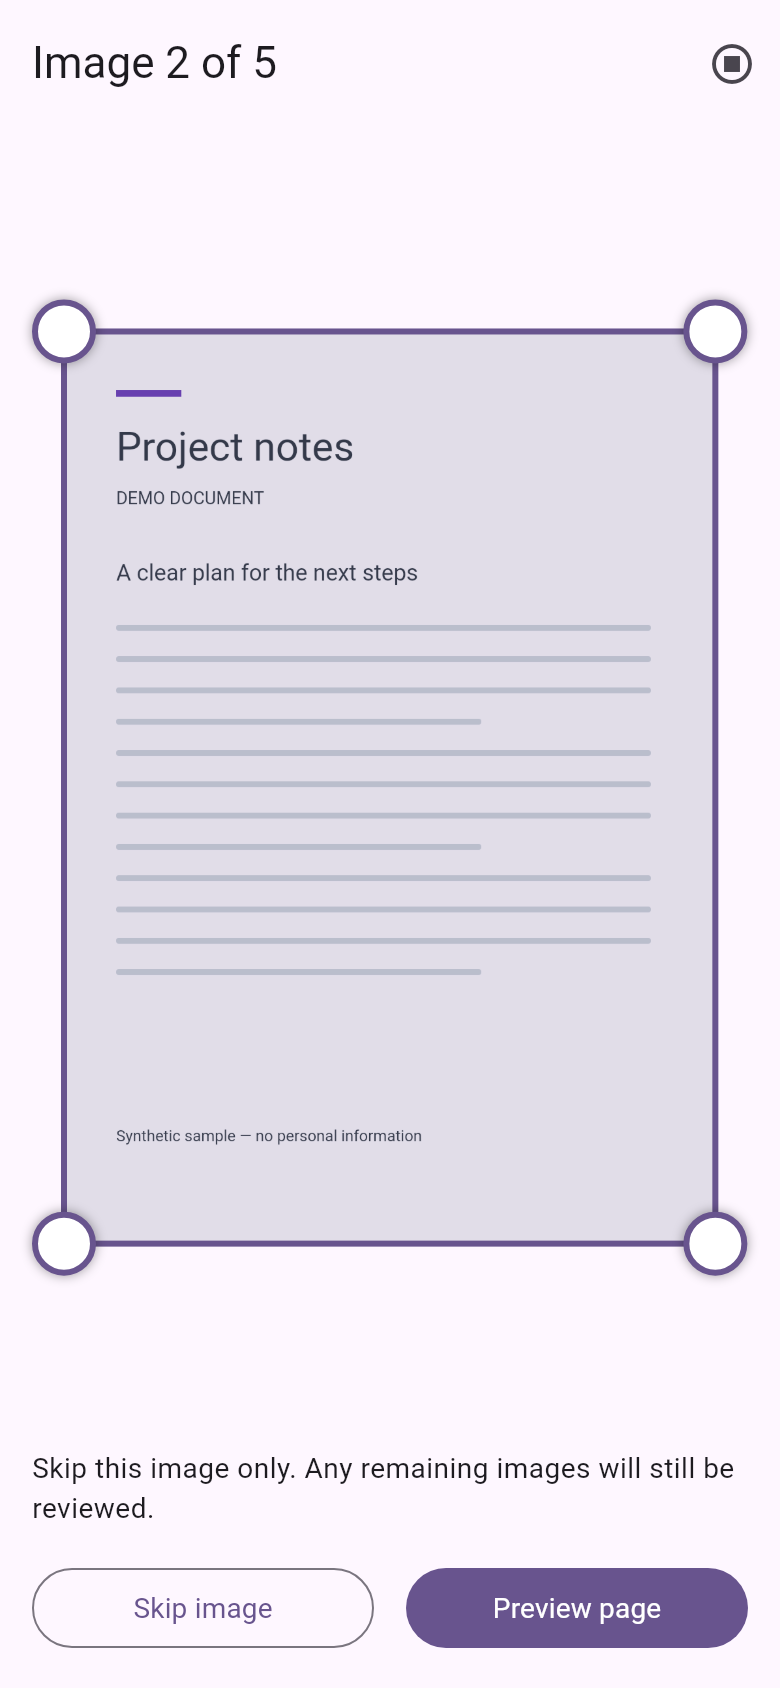 Image 2 of 5
Project notes
DEMO DOCUMENT
A clear plan for the next steps
Synthetic sample — no personal information
Skip this image only. Any remaining images will still be
reviewed.
Skip image
Preview page